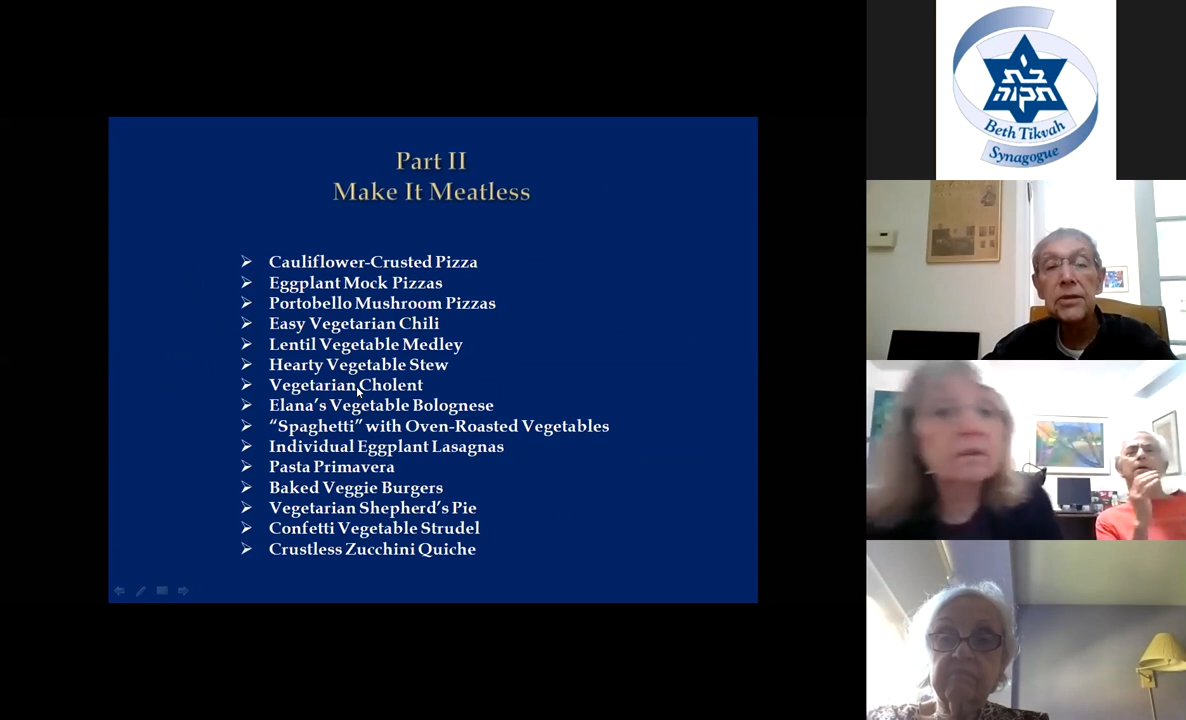 Part II
Make It Meatless
Cauliflower-Crusted Pizza
Eggplant Mock Pizzas
Portobello Mushroom Pizzas
Easy Vegetarian Chili
Lentil Vegetable Medley
Hearty Vegetable Stew
Vegetarian Cholent
Elana’s Vegetable Bolognese
“Spaghetti” with Oven-Roasted Vegetables
Individual Eggplant Lasagnas
Pasta Primavera
Baked Veggie Burgers
Vegetarian Shepherd’s Pie
Confetti Vegetable Strudel
Crustless Zucchini Quiche
בת
תקוה
Beth Tikvah
Synagogue